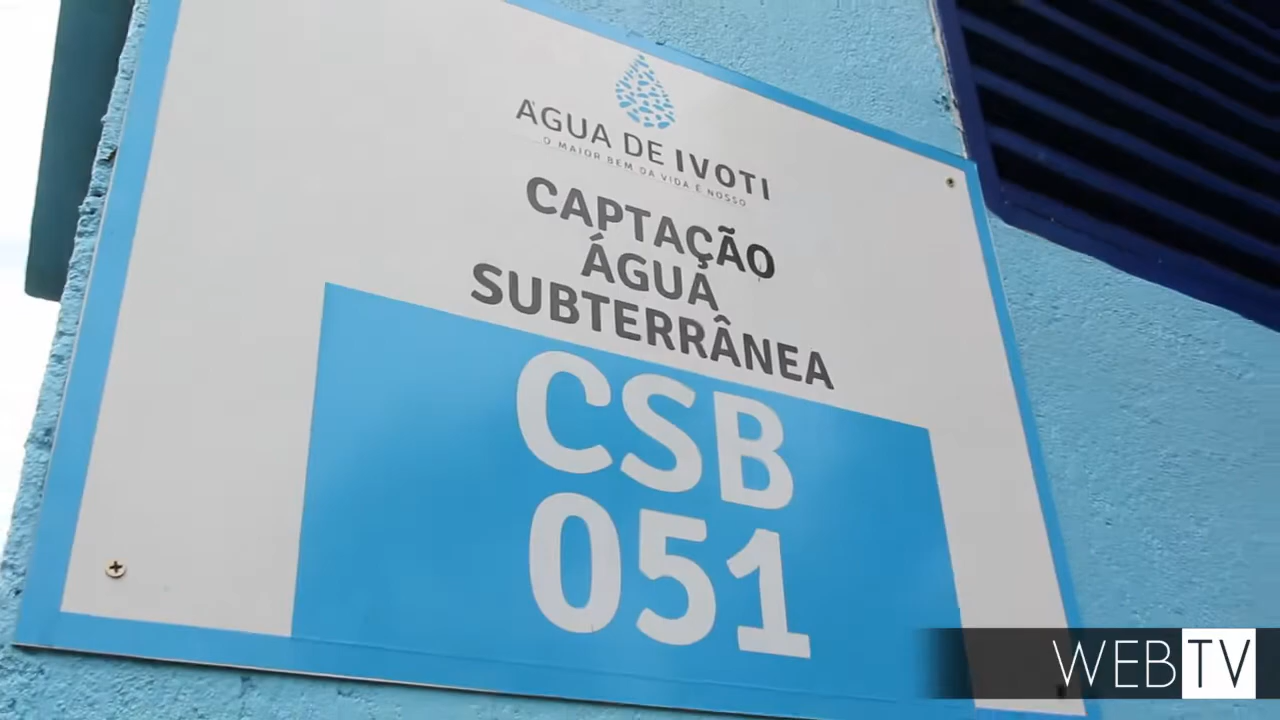 ÁGUA DE IVOTI
O MAIOR BEM DA VIDA É NOSSO
CAPTAÇÃO
ÁGUA
SUBTERRÂNEA
CSB
051
WEBTV